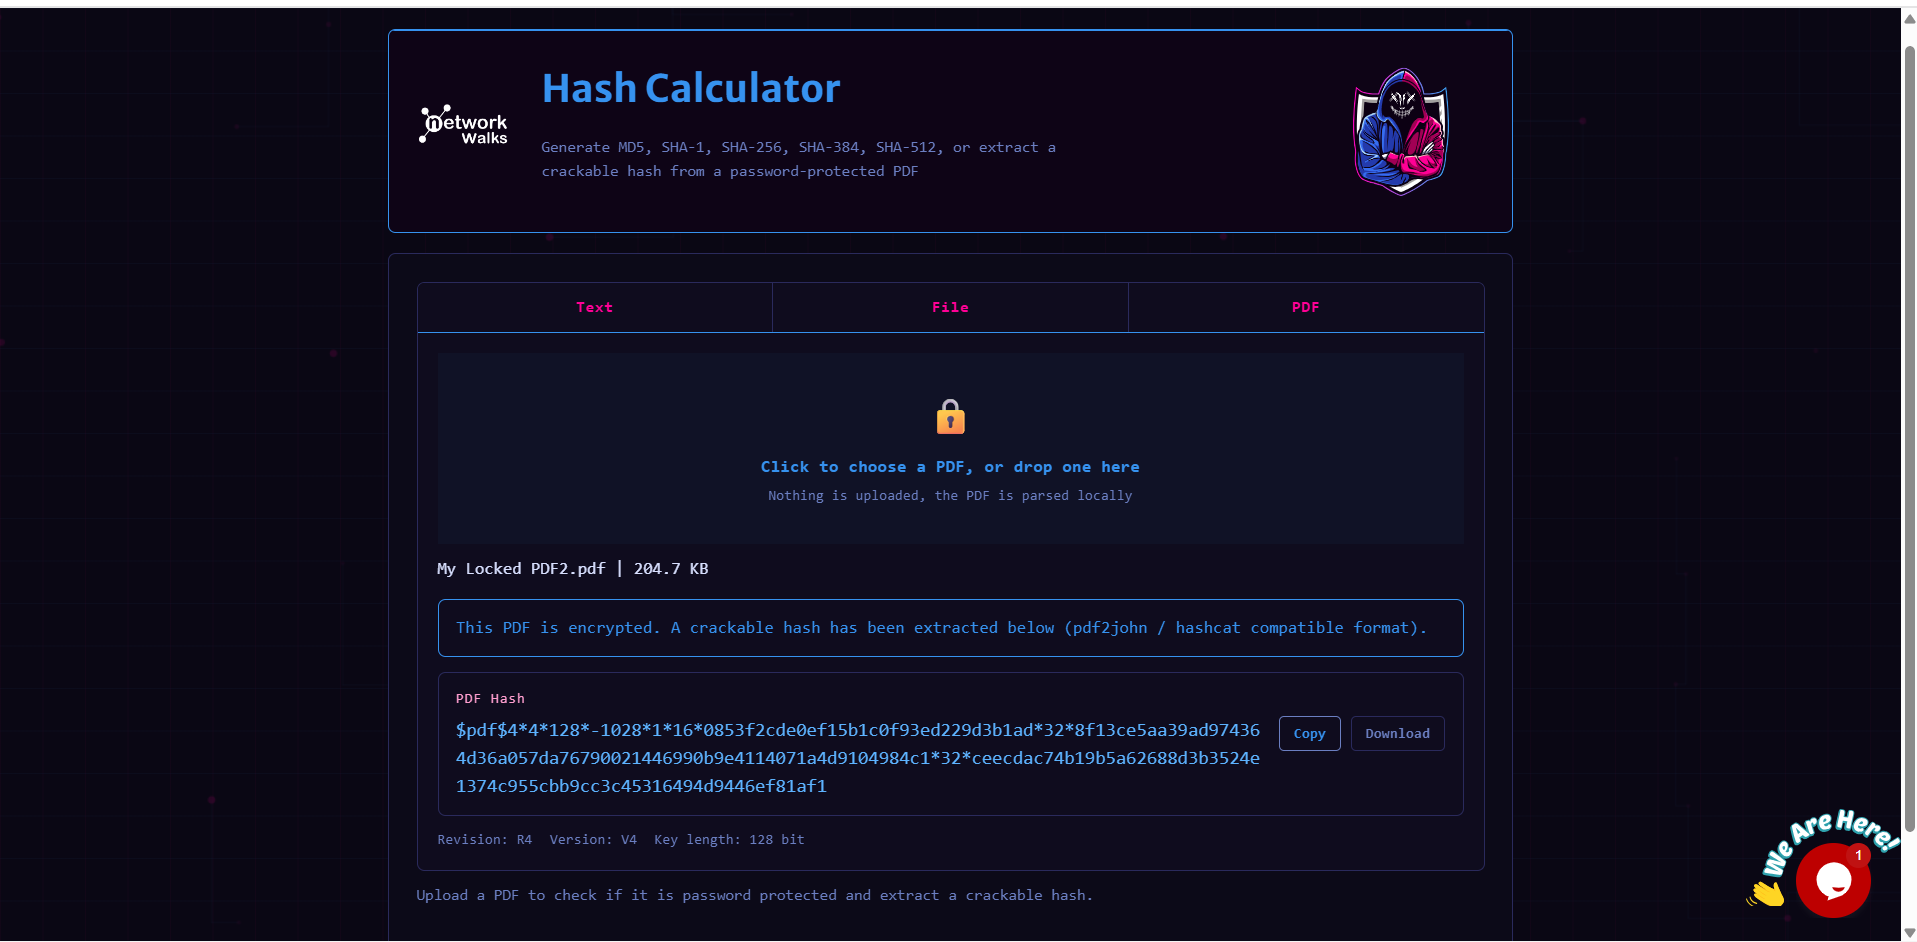 network
Walks
Hash Calculator
Generate MD5, SHA-1, SHA-256, SHA-384, SHA-512, or extract a
crackable hash from a password-protected PDF
Text
File
PDF
Click to choose a PDF, or drop one here
Nothing is uploaded, the PDF is parsed locally
My Locked PDF2.pdf | 204.7 KB
This PDF is encrypted. A crackable hash has been extracted below (pdf2john / hashcat compatible format).
PDF Hash
$pdf$4*4*128*-1028*1*16*0853f2cde0ef15b1c0f93ed229d3b1ad*32*8f13ce5aa39ad97436
4d36a057da76790021446990b9e4114071a4d9104984c1*32*ceecdac74b19b5a62688d3b3524e
1374c955cbb9cc3c45316494d9446ef81af1
Copy
Download
Revision: R4 Version: V4 Key length: 128 bit
Upload a PDF to check if it is password protected and extract a crackable hash.
We Are Here!
1